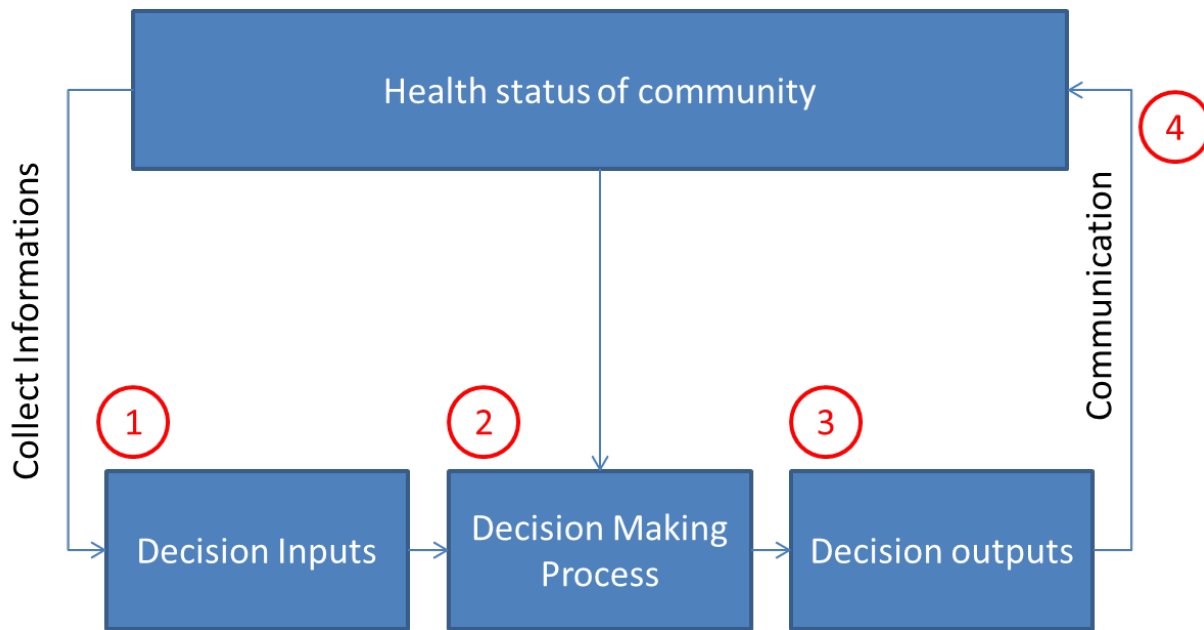 Health status of community
4
Collect Informations
Communication
1
2
3
Decision Inputs
Decision Making
Process
Decision outputs